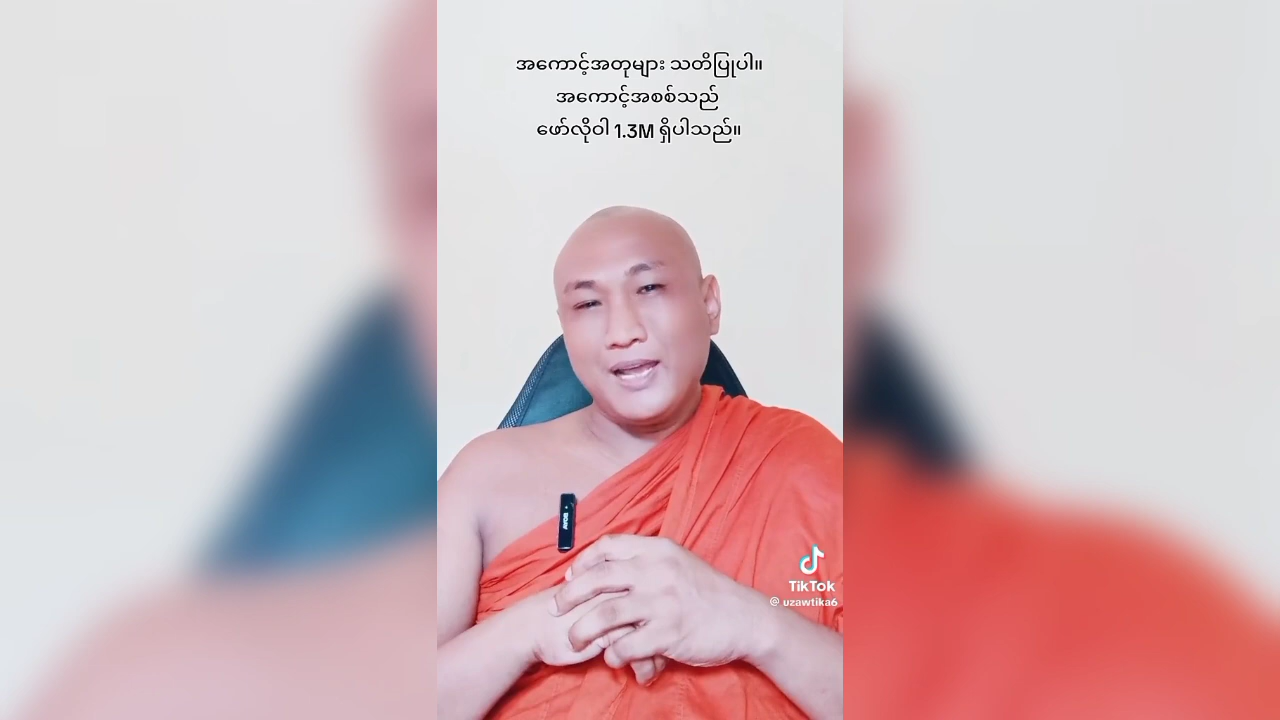 အကောင့်အတုများ သတိပြုပါ။
အကောင့်အစစ်သည်
ဖော်လိုဝါ 1.3M ရှိပါသည်။
TikTok
@ uzawtika6